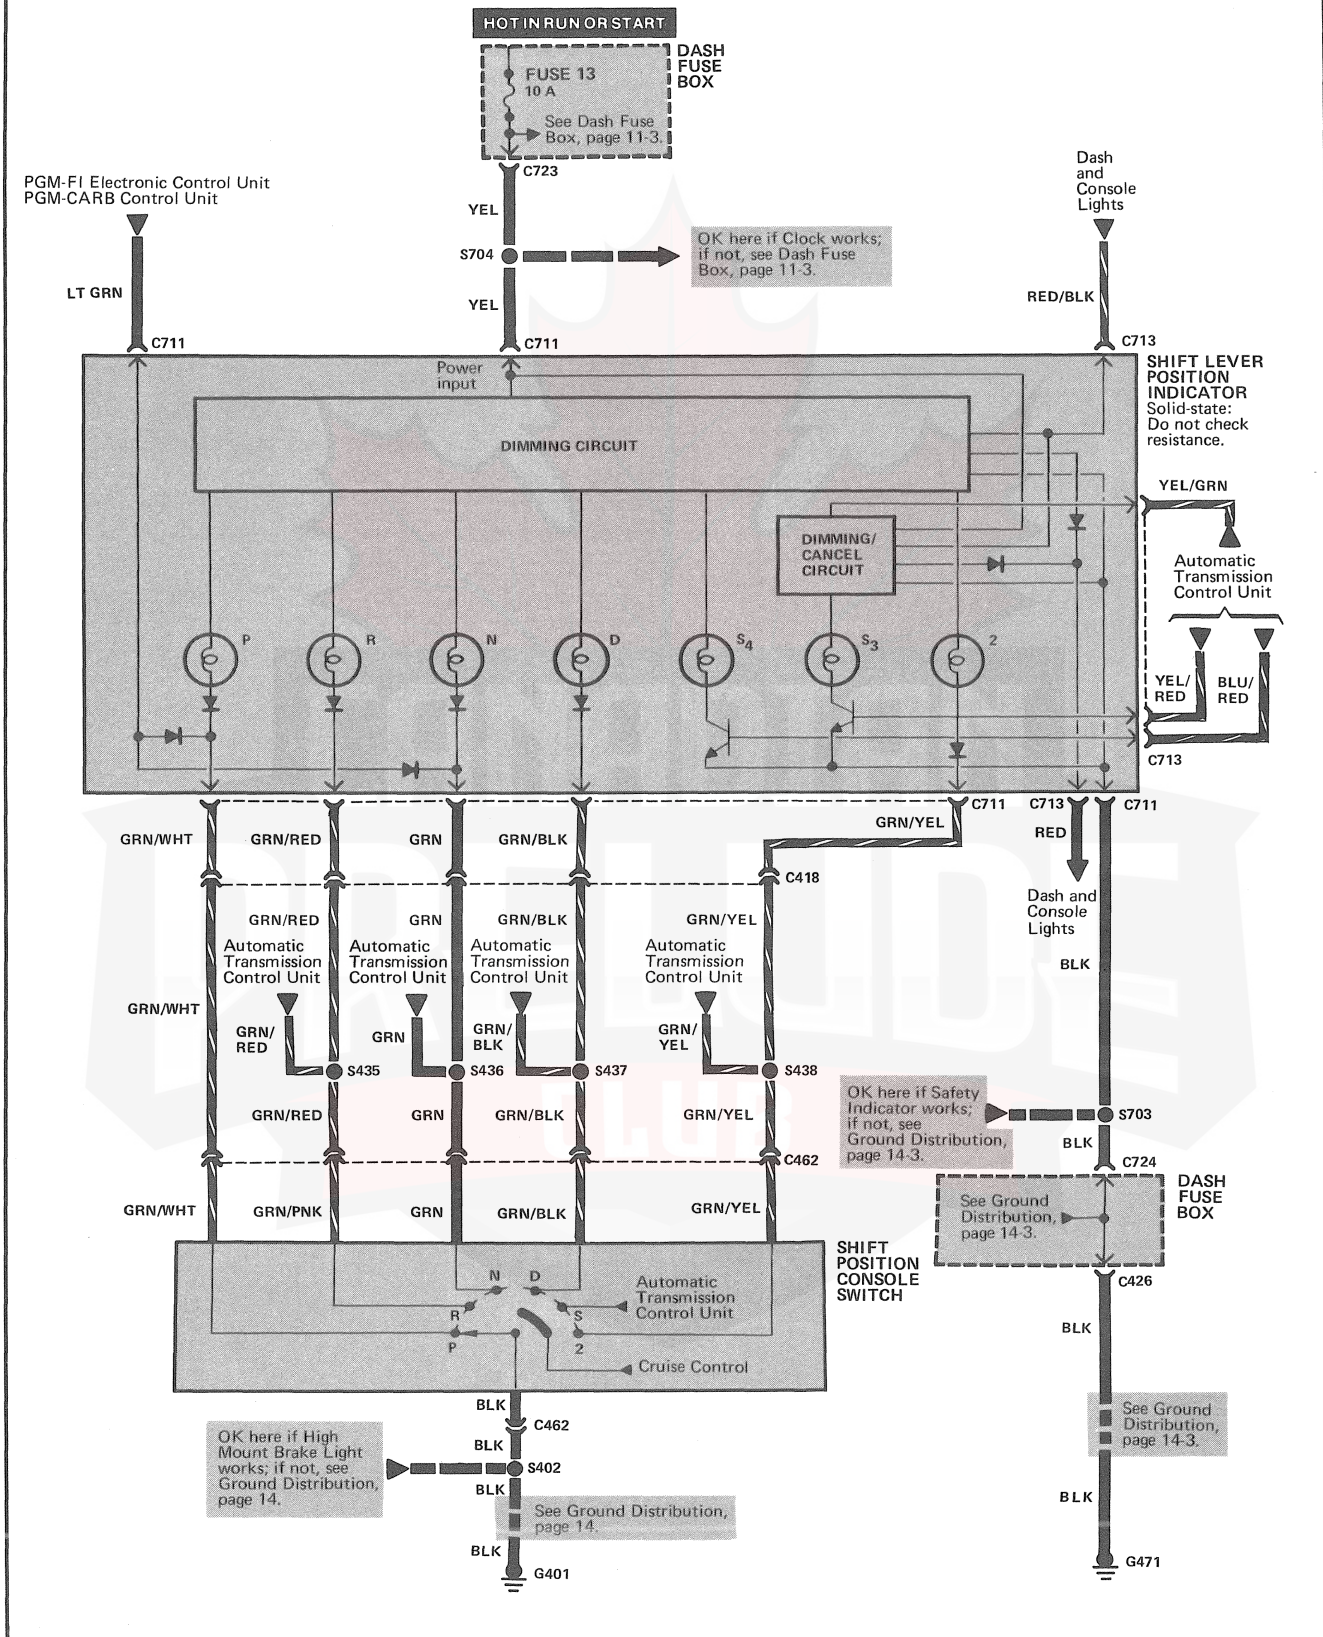 HOT IN RUN OR START
DASH
FUSE
BOX
FUSE 13
10 A
See Dash Fuse
Box, page 11-3.
C723
PGM-FI Electronic Control Unit
PGM-CARB Control Unit
Dash
and
Console
Lights
YEL
S704
OK here if Clock works;
if not, see Dash Fuse
Box, page 11-3.
LT GRN
YEL
RED/BLK
C711
C711
C713
Power
input
SHIFT LEVER
POSITION
INDICATOR
Solid-state:
Do not check
resistance.
DIMMING CIRCUIT
YEL/GRN
DIMMING/
CANCEL
CIRCUIT
Automatic
Transmission
Control Unit
P
R
N
D
S4
S3
2
YEL/
RED
BLU/
RED
C713
C711
C713
C711
GRN/WHT
GRN/RED
GRN
GRN/BLK
GRN/YEL
RED
C418
Dash and
Console
Lights
GRN/RED
GRN
GRN/BLK
GRN/YEL
Automatic
Transmission
Control Unit
Automatic
Transmission
Control Unit
Automatic
Transmission
Control Unit
Automatic
Transmission
Control Unit
BLK
GRN/WHT
GRN/
RED
GRN
GRN/
BLK
GRN/
YEL
S435
S436
S437
S438
OK here if Safety
Indicator works;
if not, see
Ground Distribution,
page 14-3.
S703
GRN/RED
GRN
GRN/BLK
GRN/YEL
BLK
C462
C724
PRELUDE
CLUB
GRN/WHT
GRN/PNK
GRN
GRN/BLK
GRN/YEL
See Ground
Distribution,
page 14-3.
DASH
FUSE
BOX
SHIFT
POSITION
CONSOLE
SWITCH
C426
N
D
R
S
P
2
Automatic
Transmission
Control Unit
Cruise Control
BLK
BLK
C462
BLK
OK here if High
Mount Brake Light
works; if not, see
Ground Distribution,
page 14.
S402
BLK
See Ground
Distribution,
page 14-3.
See Ground Distribution,
page 14.
BLK
BLK
G401
G471